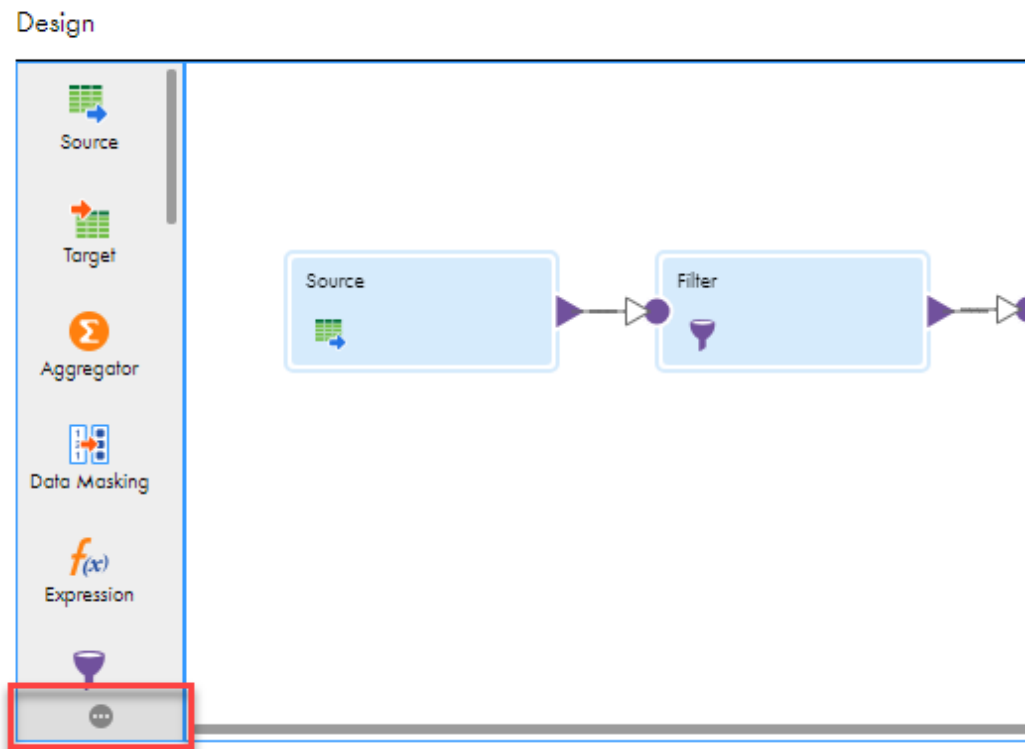 Design
Source
Target
Aggregator
Data Masking
f(x)
Expression
Source
Filter